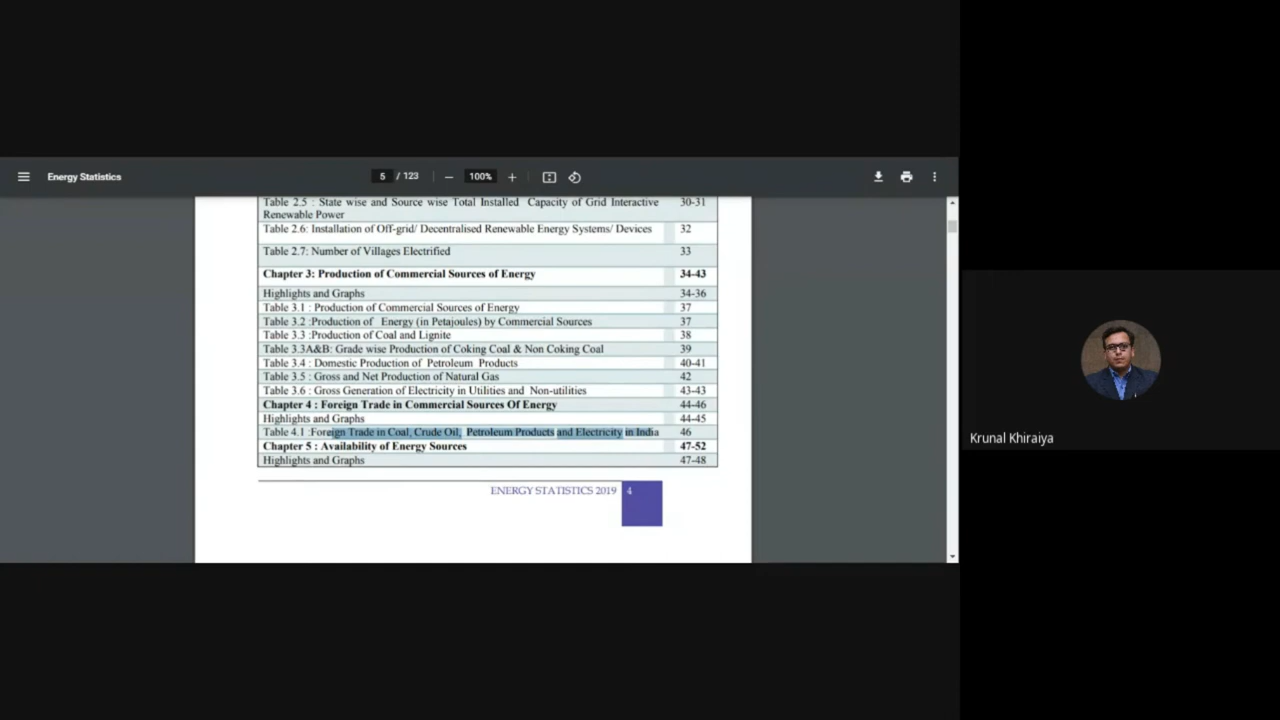 Energy Statistics
5 / 123
100%
Table 2.5 : State wise and Source wise Total Installed Capacity of Grid Interactive 30-31
Renewable Power
Table 2.6: Installation of Off-grid/ Decentralised Renewable Energy Systems/ Devices 32
Table 2.7: Number of Villages Electrified 33
Chapter 3: Production of Commercial Sources of Energy 34-43
Highlights and Graphs 34-36
Table 3.1 : Production of Commercial Sources of Energy 37
Table 3.2 :Production of Energy (in Petajoules) by Commercial Sources 37
Table 3.3 :Production of Coal and Lignite 38
Table 3.3A&B: Grade wise Production of Coking Coal & Non Coking Coal 39
Table 3.4 : Domestic Production of Petroleum Products 40-41
Table 3.5 : Gross and Net Production of Natural Gas 42
Table 3.6 : Gross Generation of Electricity in Utilities and Non-utilities 43-43
Chapter 4 : Foreign Trade in Commercial Sources Of Energy 44-46
Highlights and Graphs 44-45
Table 4.1 :Foreign Trade in Coal, Crude Oil, Petroleum Products and Electricity in India 46
Chapter 5 : Availability of Energy Sources 47-52
Highlights and Graphs 47-48
ENERGY STATISTICS 2019 4
Krunal Khiraiya